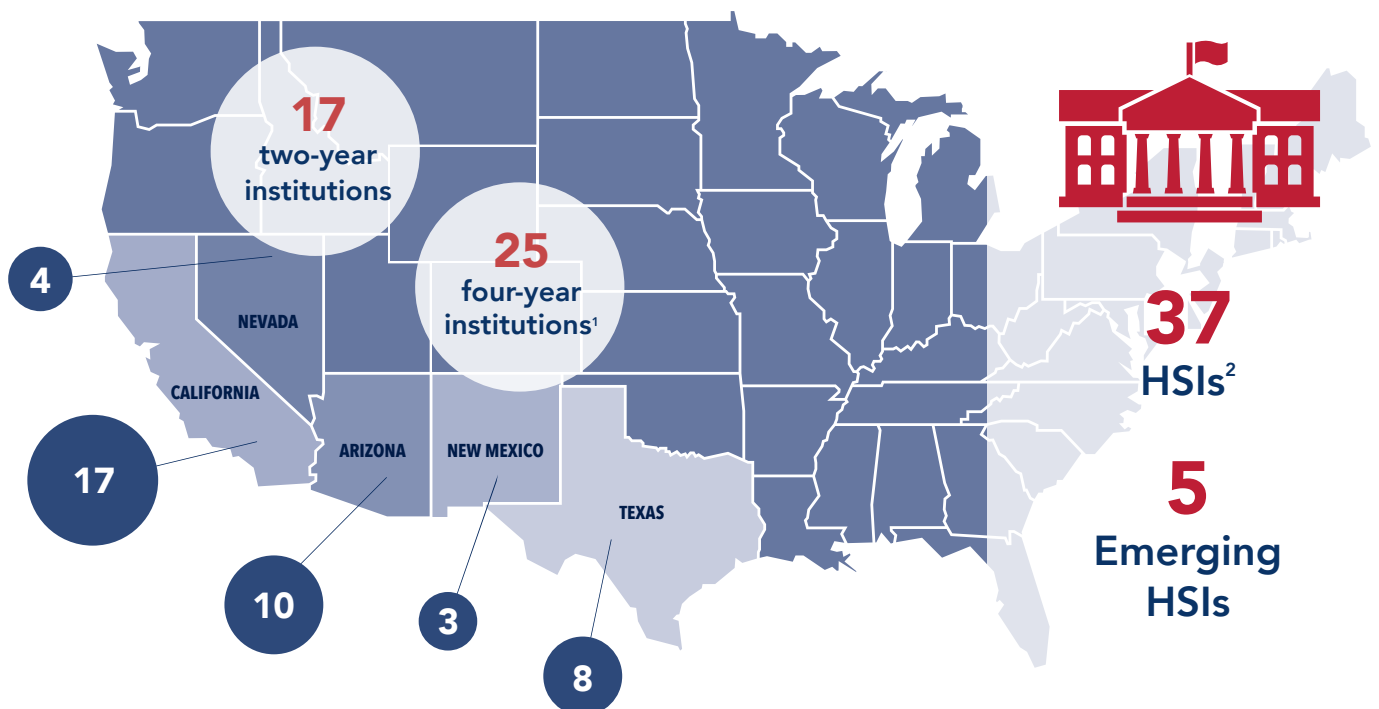 17
two-year
institutions
25
four-year
institutions¹
4
NEVADA
CALIFORNIA
17
ARIZONA
10
NEW MEXICO
3
TEXAS
8
37
HSIs²
5
Emerging
HSIs